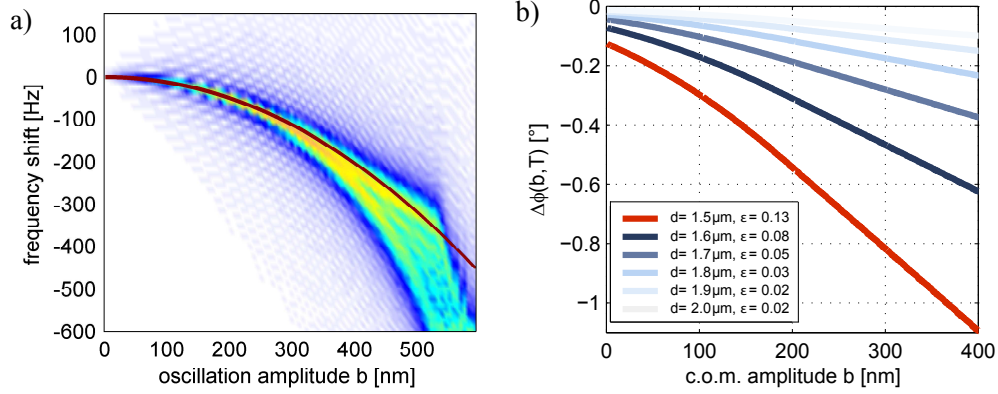 a)
100
0
-100
-200
-300
-400
-500
-600
frequency shift [Hz]
0 100 200 300 400 500
oscillation amplitude b [nm]
b)
0
−0.2
−0.4
−0.6
−0.8
−1
Δϕ(b,T) [°]
d= 1.5µm, ε= 0.13
d= 1.6µm, ε= 0.08
d= 1.7µm, ε= 0.05
d= 1.8µm, ε= 0.03
d= 1.9µm, ε= 0.02
d= 2.0µm, ε= 0.02
0 100 200 300 400
c.o.m. amplitude b [nm]